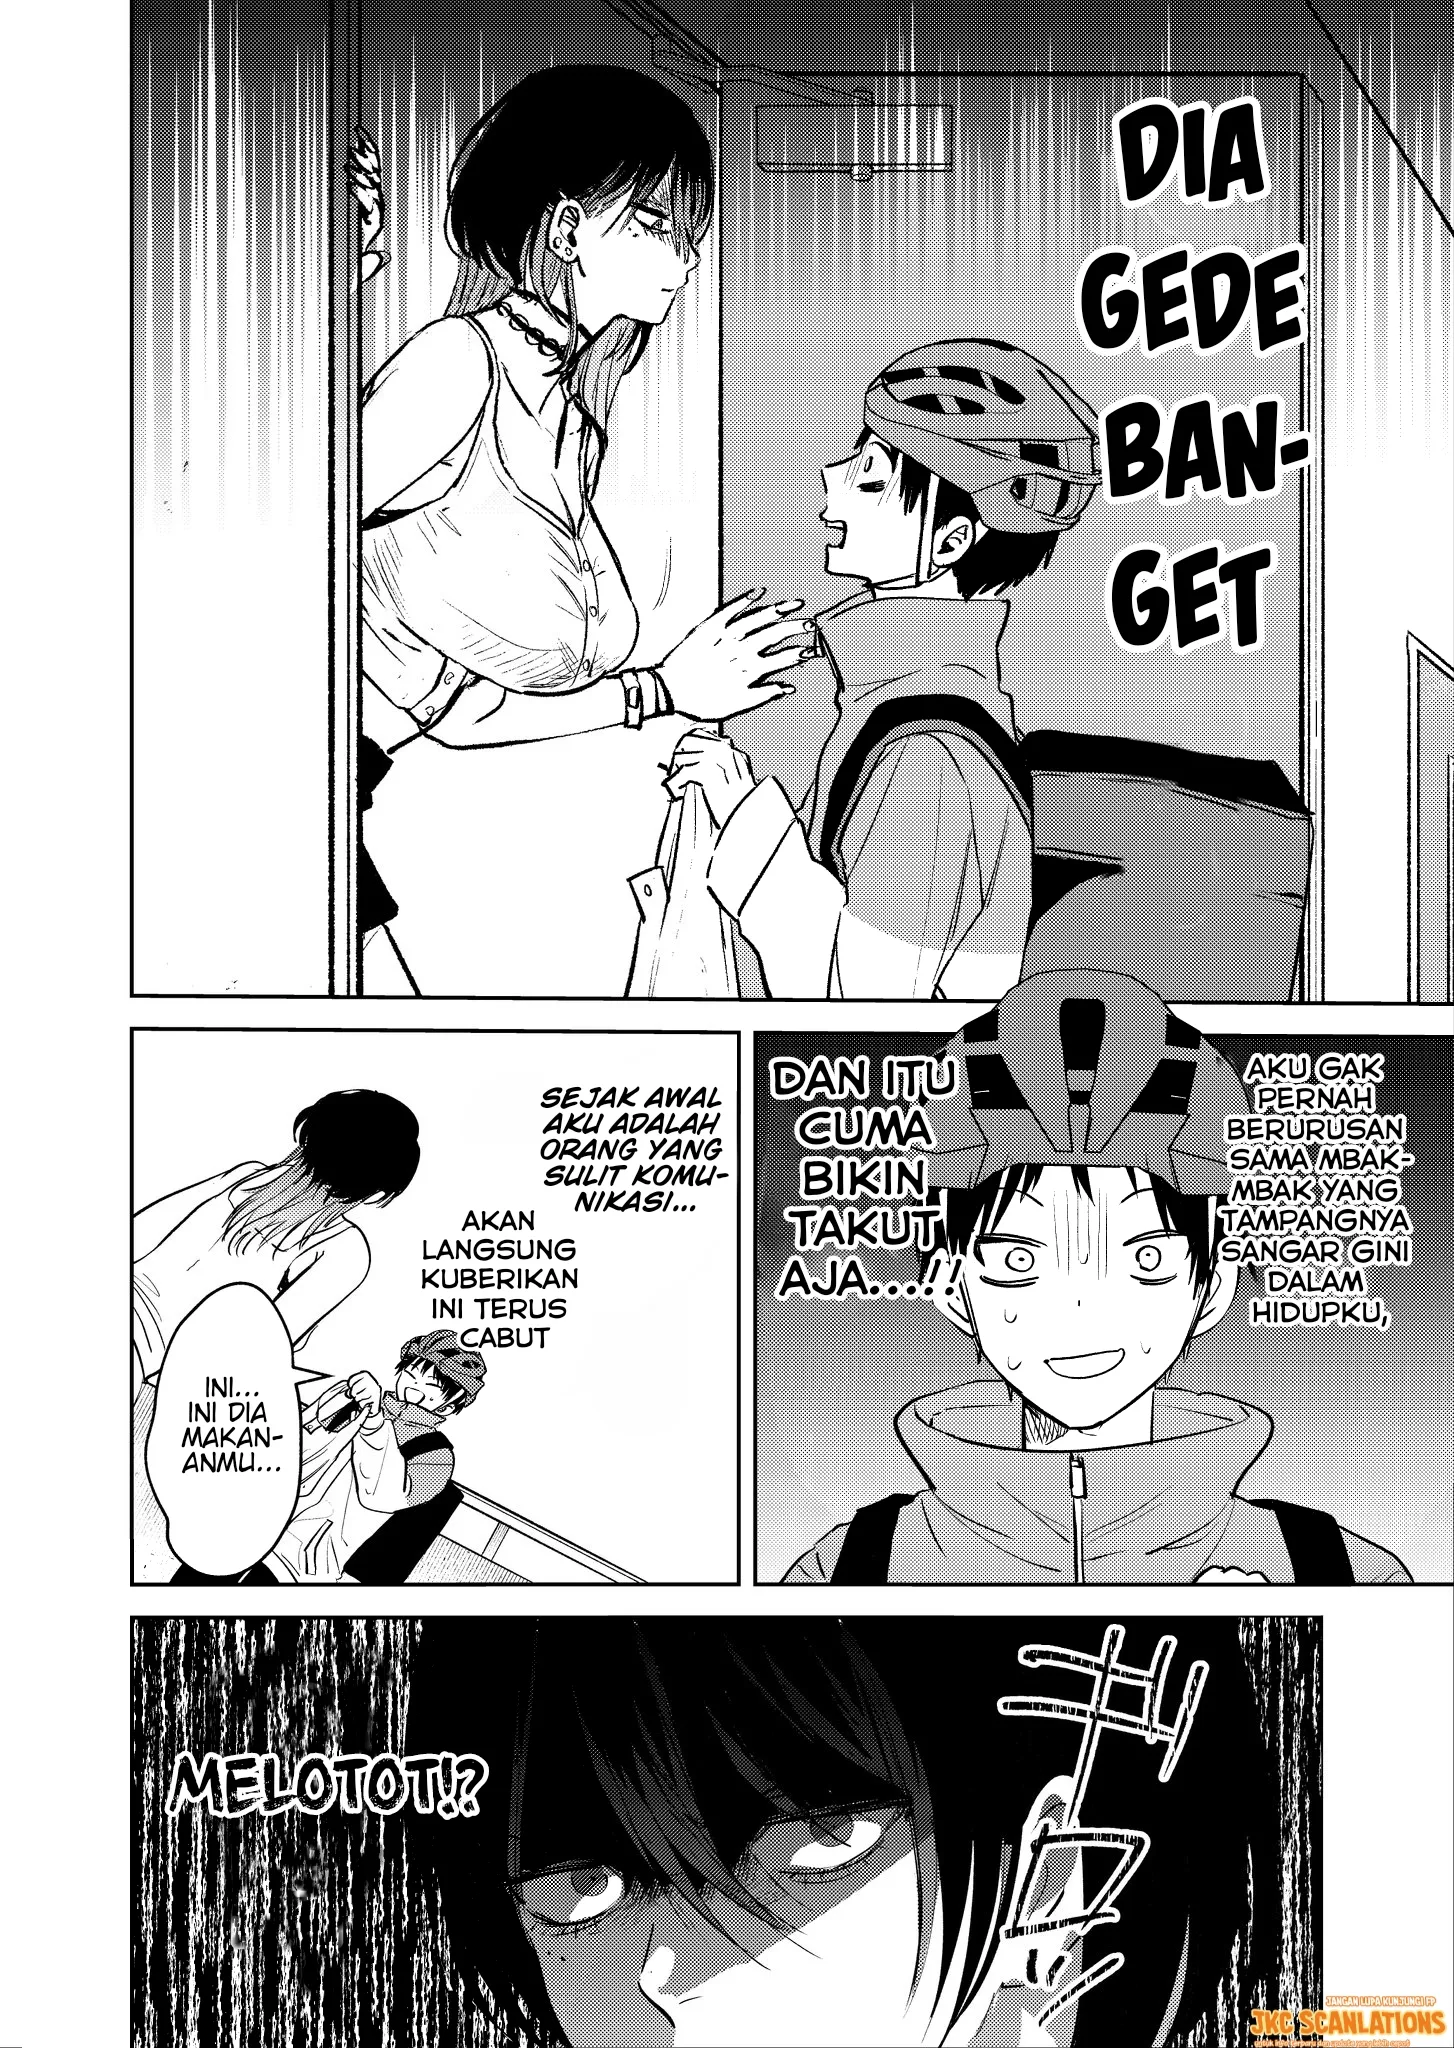 DIA
GEDE
BAN-
GET
AKU GAK
PERNAH
BERURUSAN
SAMA MBAK-
MBAK YANG
TAMPANGNYA
SANGAR GINI
DALAM
HIDUPKU,
DAN ITU
CUMA
BIKIN
TAKUT
AJA...!!
SEJAK AWAL
AKU ADALAH
ORANG YANG
SULIT KOMU-
NIKASI...
AKAN
LANGSUNG
KUBERIKAN
INI TERUS
CABUT
INI...
INI DIA
MAKAN-
ANMU...
ギロッ
MELOTOT!?
JANGAN LUPA KUNJUNGI FP
JKC SCANLATIONS